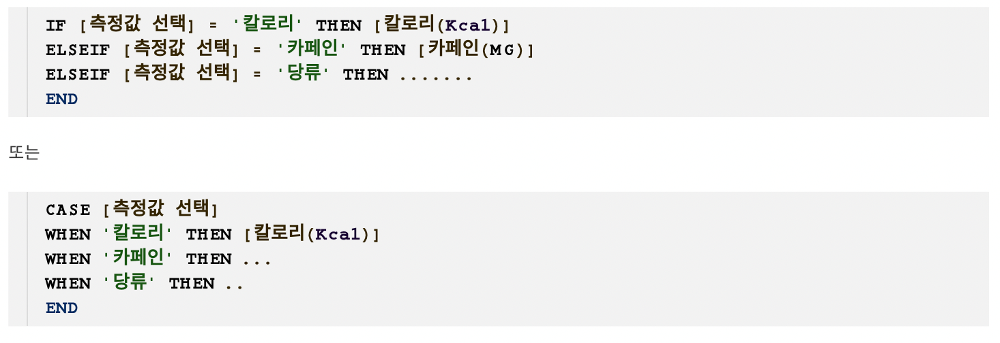 IF [측정값 선택] = '칼로리' THEN [칼로리(Kcal)]
ELSEIF [측정값 선택] = '카페인' THEN [카페인(MG)]
ELSEIF [측정값 선택] = '당류' THEN .......
END
또는
CASE [측정값 선택]
WHEN '칼로리' THEN [칼로리(Kcal)]
WHEN '카페인' THEN ...
WHEN '당류' THEN ..
END